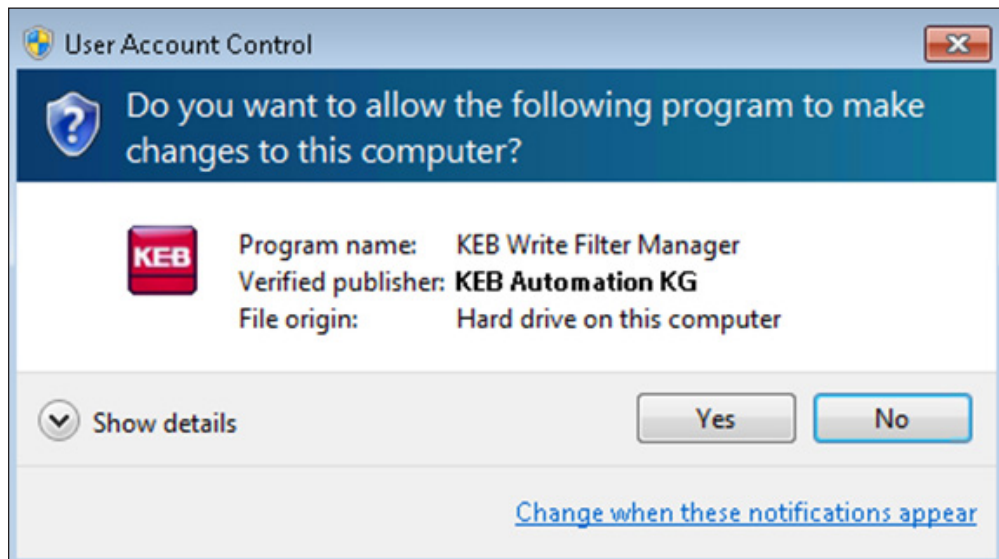 User Account Control
Do you want to allow the following program to make
changes to this computer?
KEB
Program name: KEB Write Filter Manager
Verified publisher: KEB Automation KG
File origin: Hard drive on this computer
Show details
Yes No
Change when these notifications appear